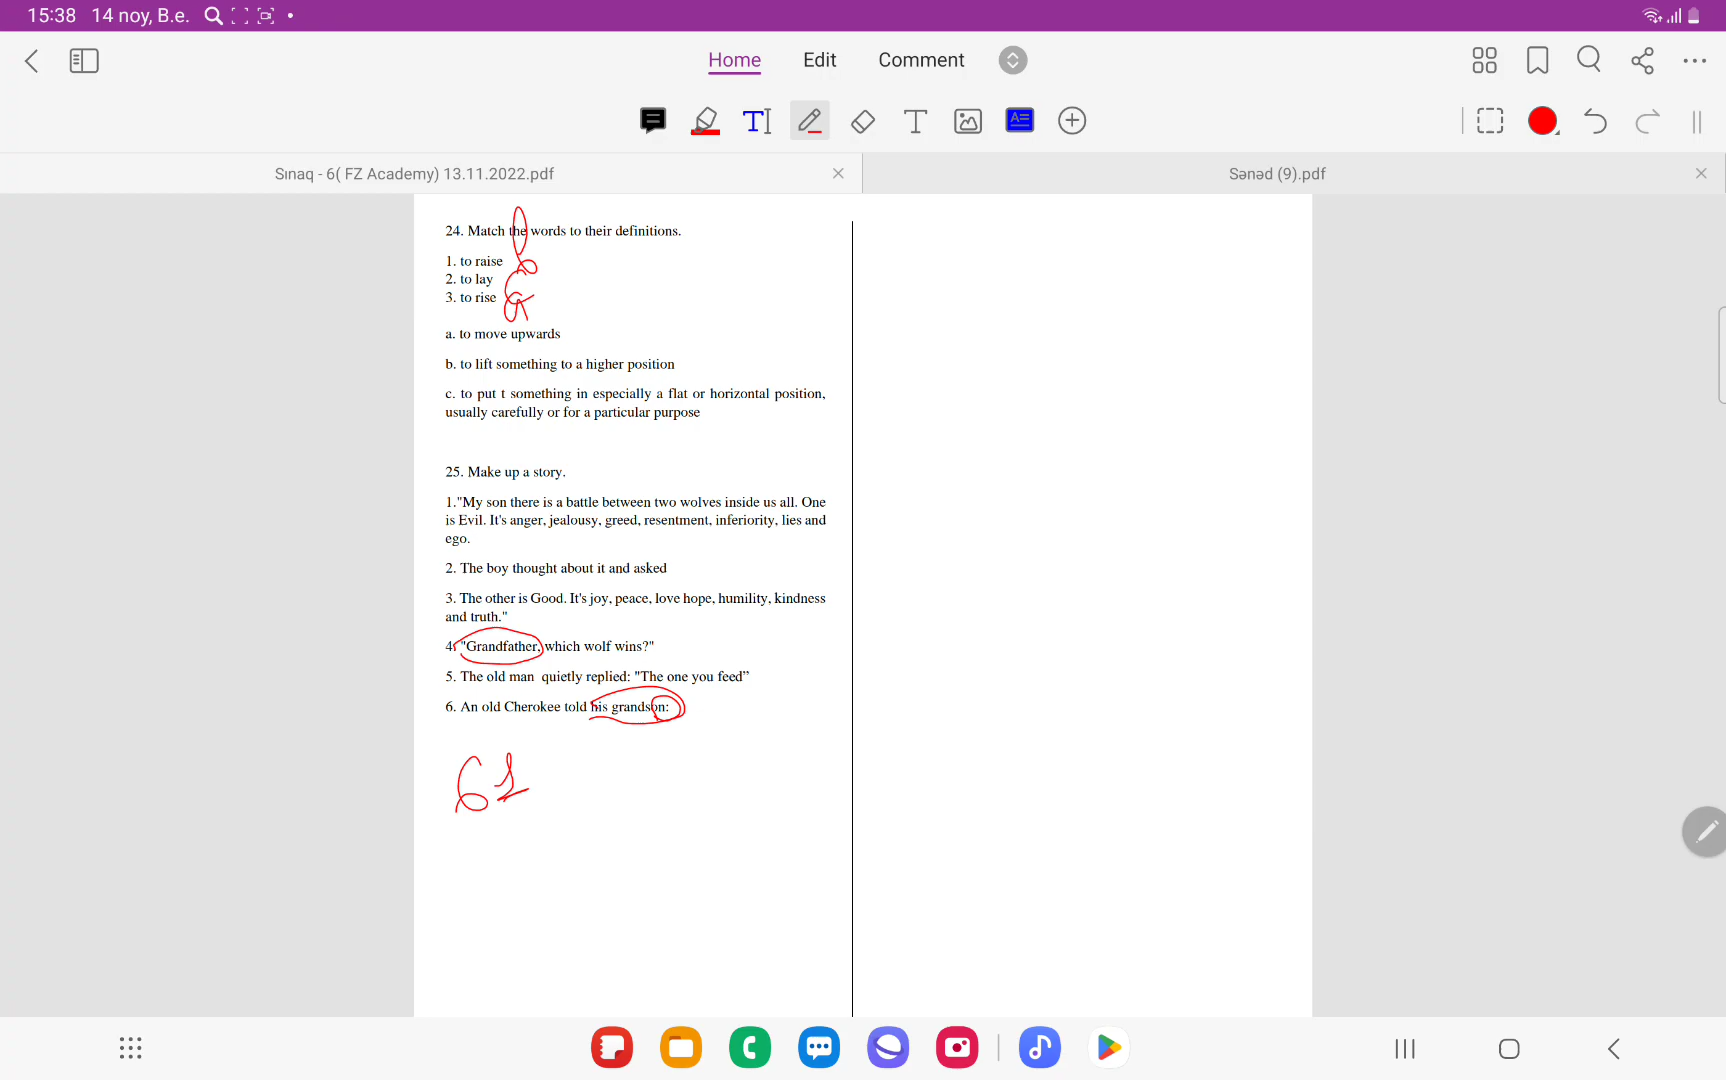 15:38 14 noy, B.e.
Home Edit Comment
Sınaq - 6( FZ Academy) 13.11.2022.pdf
Sənəd (9).pdf
24. Match the words to their definitions.
1. to raise b
2. to lay c
3. to rise a
a. to move upwards
b. to lift something to a higher position
c. to put t something in especially a flat or horizontal position,
usually carefully or for a particular purpose
25. Make up a story.
1."My son there is a battle between two wolves inside us all. One
is Evil. It's anger, jealousy, greed, resentment, inferiority, lies and
ego.
2. The boy thought about it and asked
3. The other is Good. It's joy, peace, love hope, humility, kindness
and truth."
4. "Grandfather, which wolf wins?"
5. The old man quietly replied: "The one you feed”
6. An old Cherokee told his grandson:
61